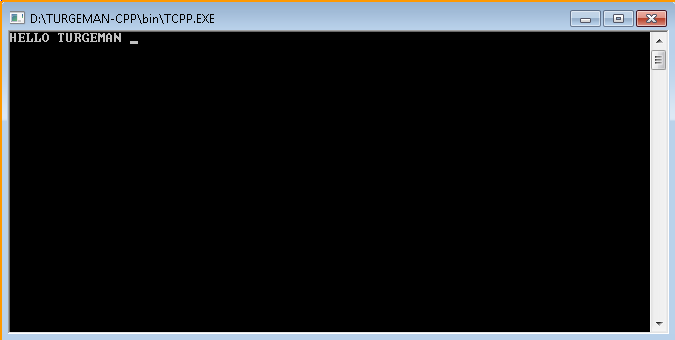 D:\TURGEMAN-CPP\bin\TCPP.EXE
HELLO TURGEMAN _